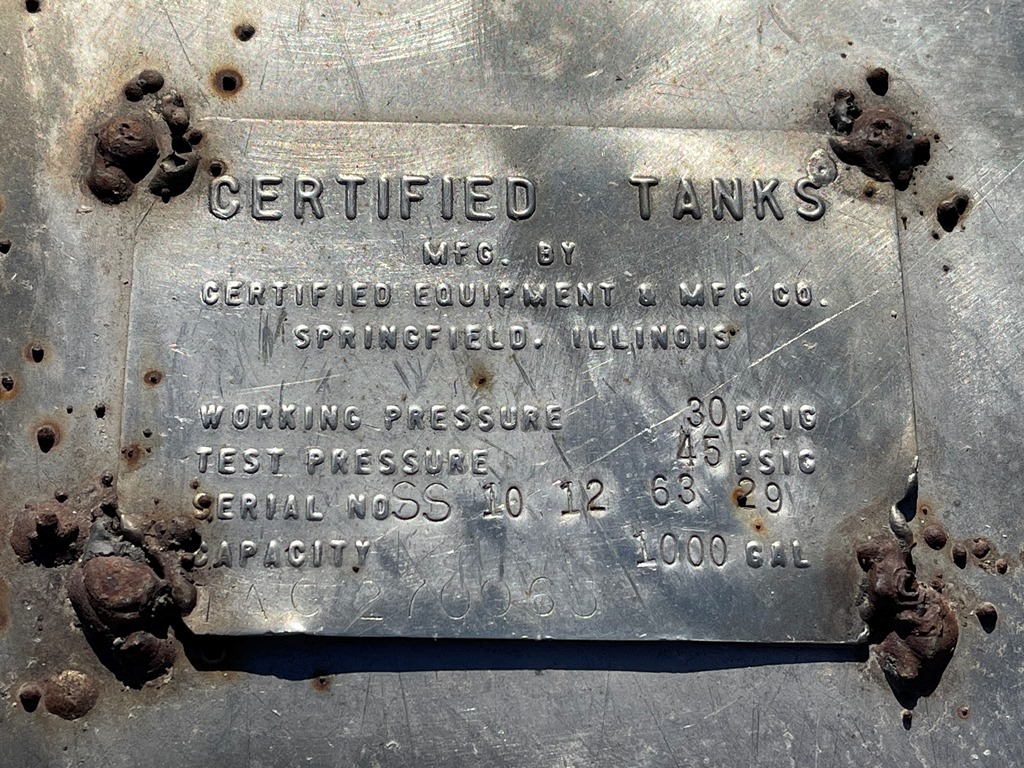 CERTIFIED TANKS
MFG. BY
CERTIFIED EQUIPMENT & MFG CO.
SPRINGFIELD, ILLINOIS
WORKING PRESSURE 30 PSIG
TEST PRESSURE 45 PSIG
SERIAL NO SS 10 12 63 29
CAPACITY 1000 GAL